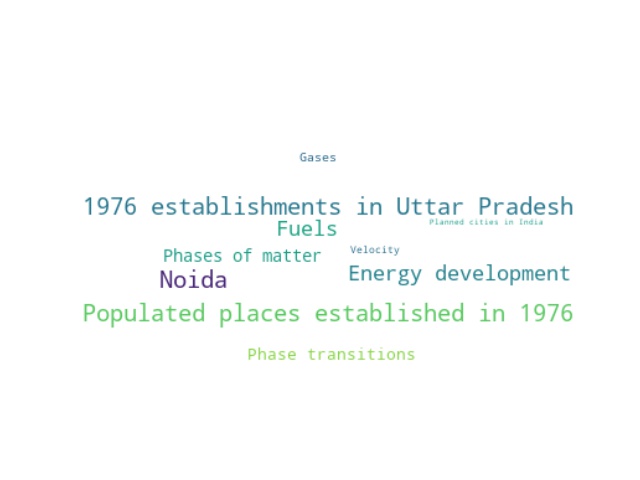 Gases
1976 establishments in Uttar Pradesh
Planned cities in India
Fuels
Velocity
Phases of matter
Energy development
Noida
Populated places established in 1976
Phase transitions